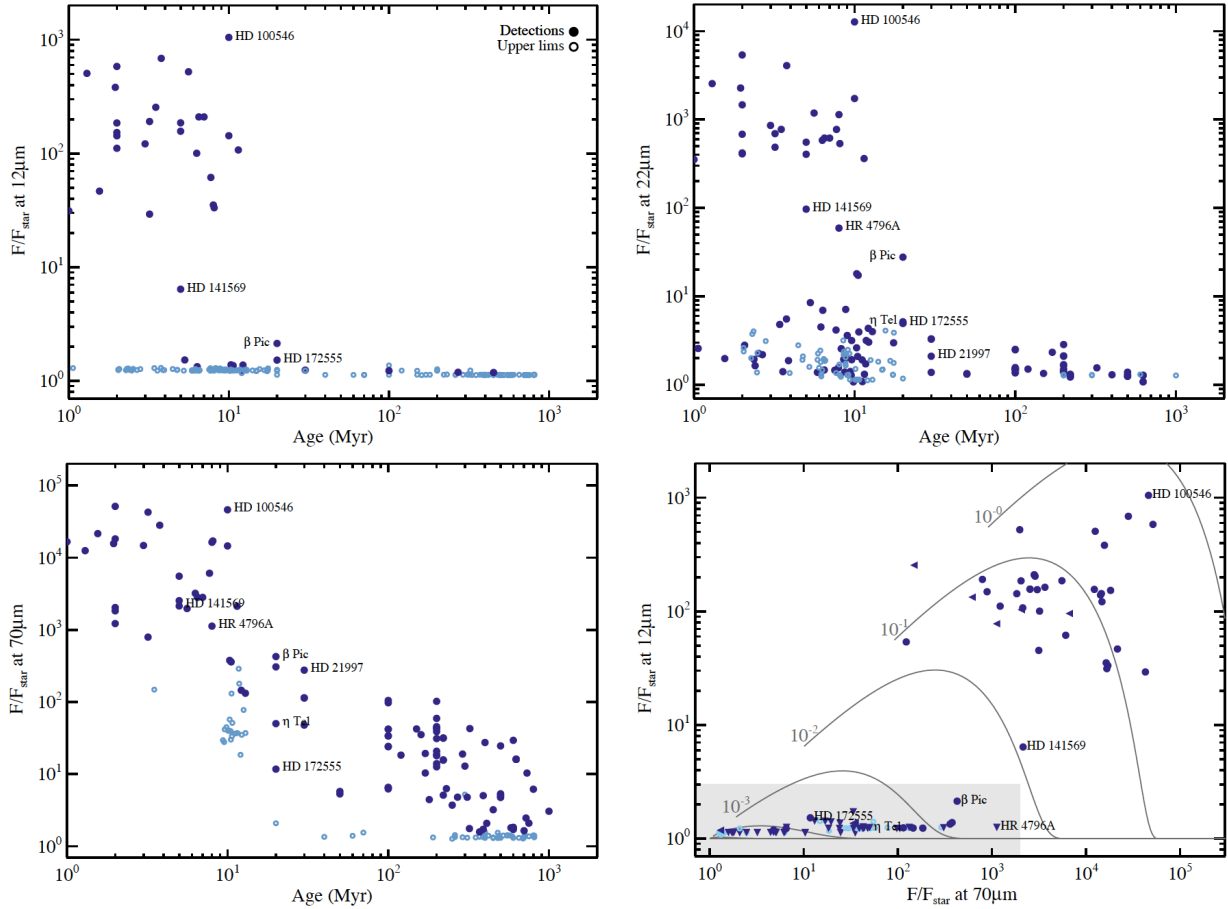 10³
10²
10¹
10⁰
F/F_star at 12μm
HD 100546
Detections
Upper lims
HD 141569
β Pic
HD 172555
10⁰ 10¹ 10² 10³
Age (Myr)
10⁴
10³
10²
10¹
10⁰
F/F_star at 22μm
HD 100546
HD 141569
HR 4796A
β Pic
η Tel
HD 172555
HD 21997
10⁰ 10¹ 10² 10³
Age (Myr)
10⁵
10⁴
10³
10²
10¹
10⁰
F/F_star at 70μm
HD 100546
HD 141569
HR 4796A
β Pic
HD 21997
η Tel
HD 172555
10⁰ 10¹ 10² 10³
Age (Myr)
10³
10²
10¹
10⁰
F/F_star at 12μm
10⁻⁰
HD 100546
10⁻¹
10⁻²
HD 141569
10⁻³
β Pic
HD 172555
η Tel
HR 4796A
10⁰ 10¹ 10² 10³ 10⁴ 10⁵
F/F_star at 70μm